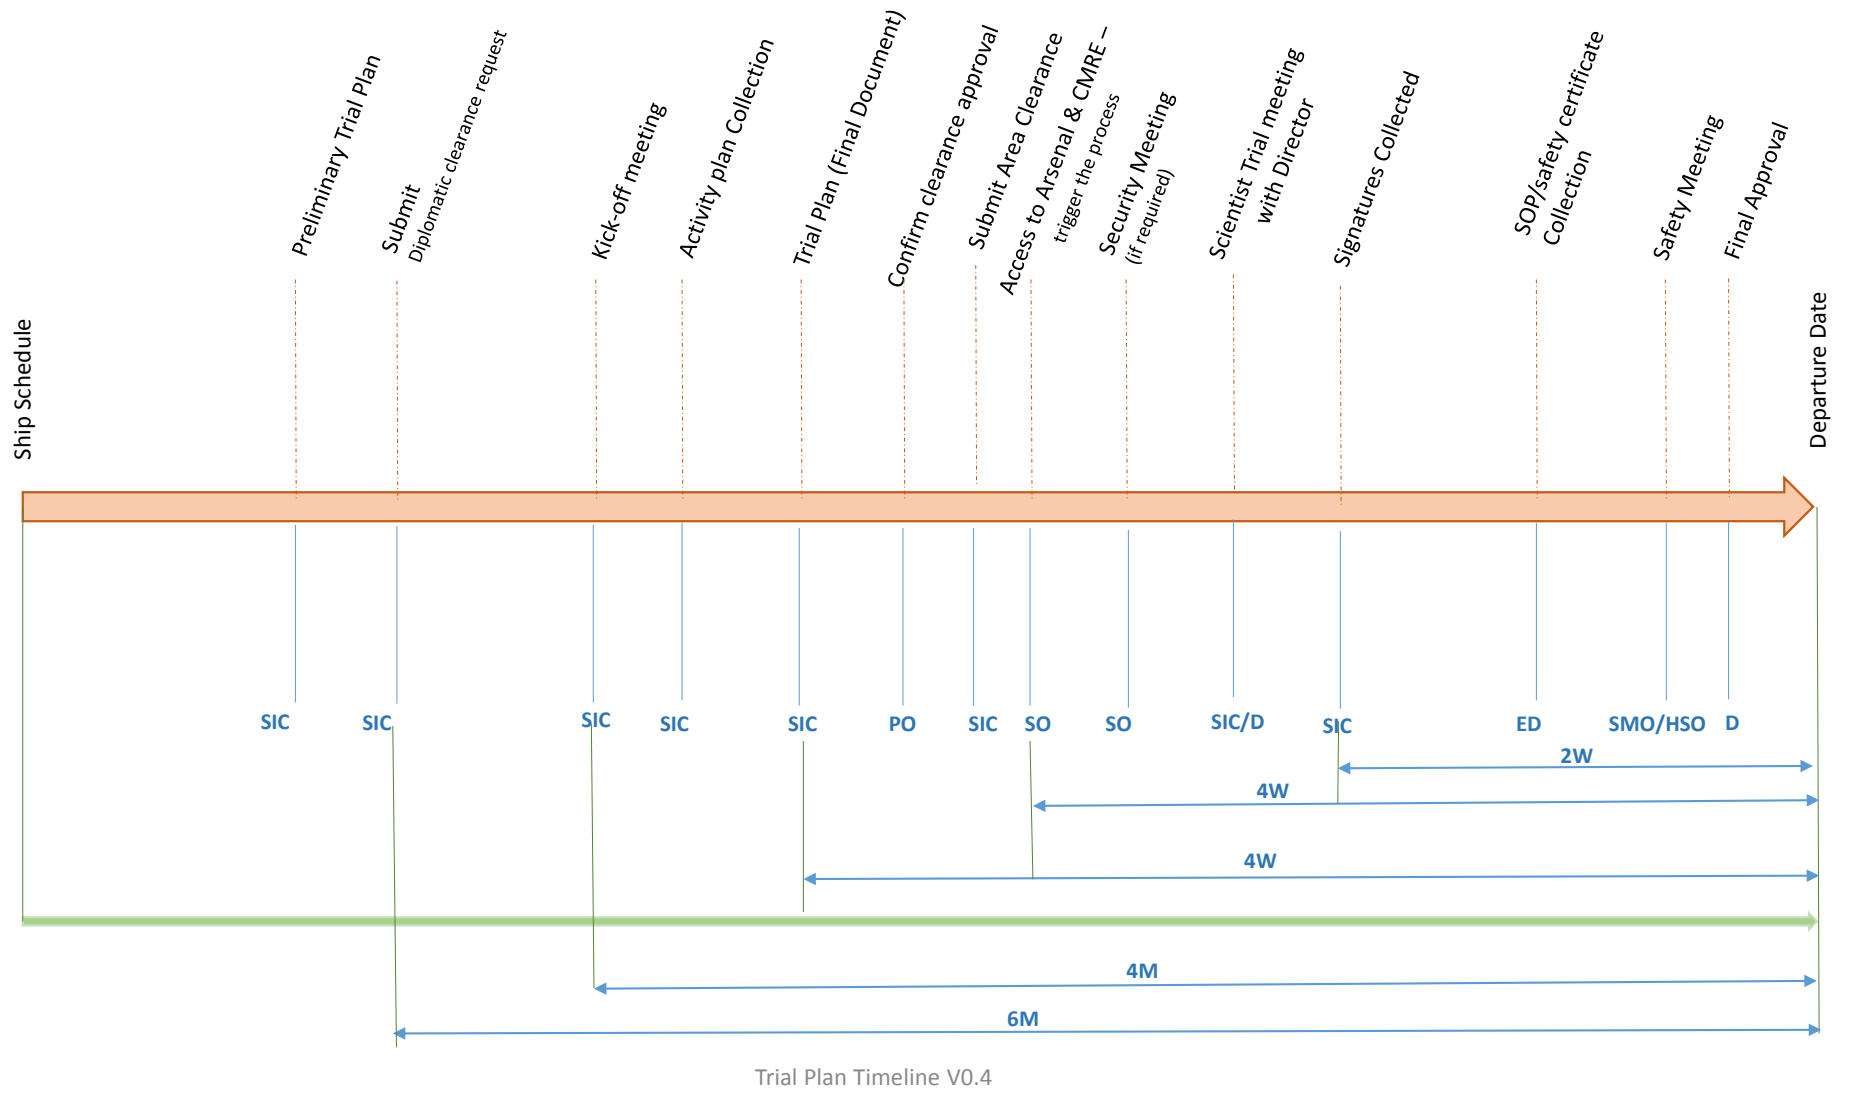 Ship Schedule
Preliminary Trial Plan
Submit
Diplomatic clearance request
Kick-off meeting
Activity plan Collection
Trial Plan (Final Document)
Confirm clearance approval
Submit Area Clearance
Access to Arsenal & CMRE –
trigger the process
Security Meeting
(if required)
Scientist Trial meeting
with Director
Signatures Collected
SOP/safety certificate
Collection
Safety Meeting
Final Approval
Departure Date
SIC
SIC
SIC
SIC
SIC
PO
SIC
SO
SO
SIC/D
SIC
ED
SMO/HSO
D
2W
4W
4W
4M
6M
Trial Plan Timeline V0.4